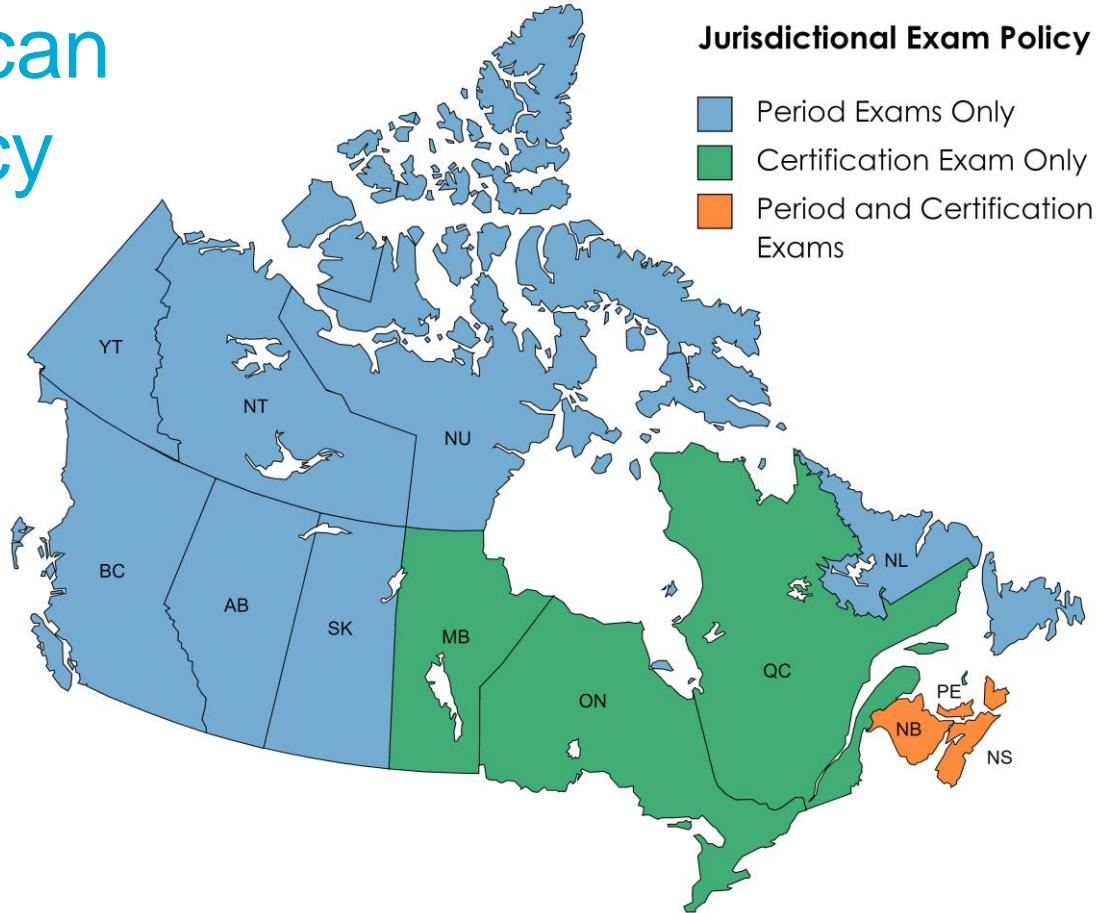 can
cy
Jurisdictional Exam Policy
Period Exams Only
Certification Exam Only
Period and Certification
Exams
YT
NT
NU
BC
AB
SK
MB
ON
QC
NL
PE
NB
NS